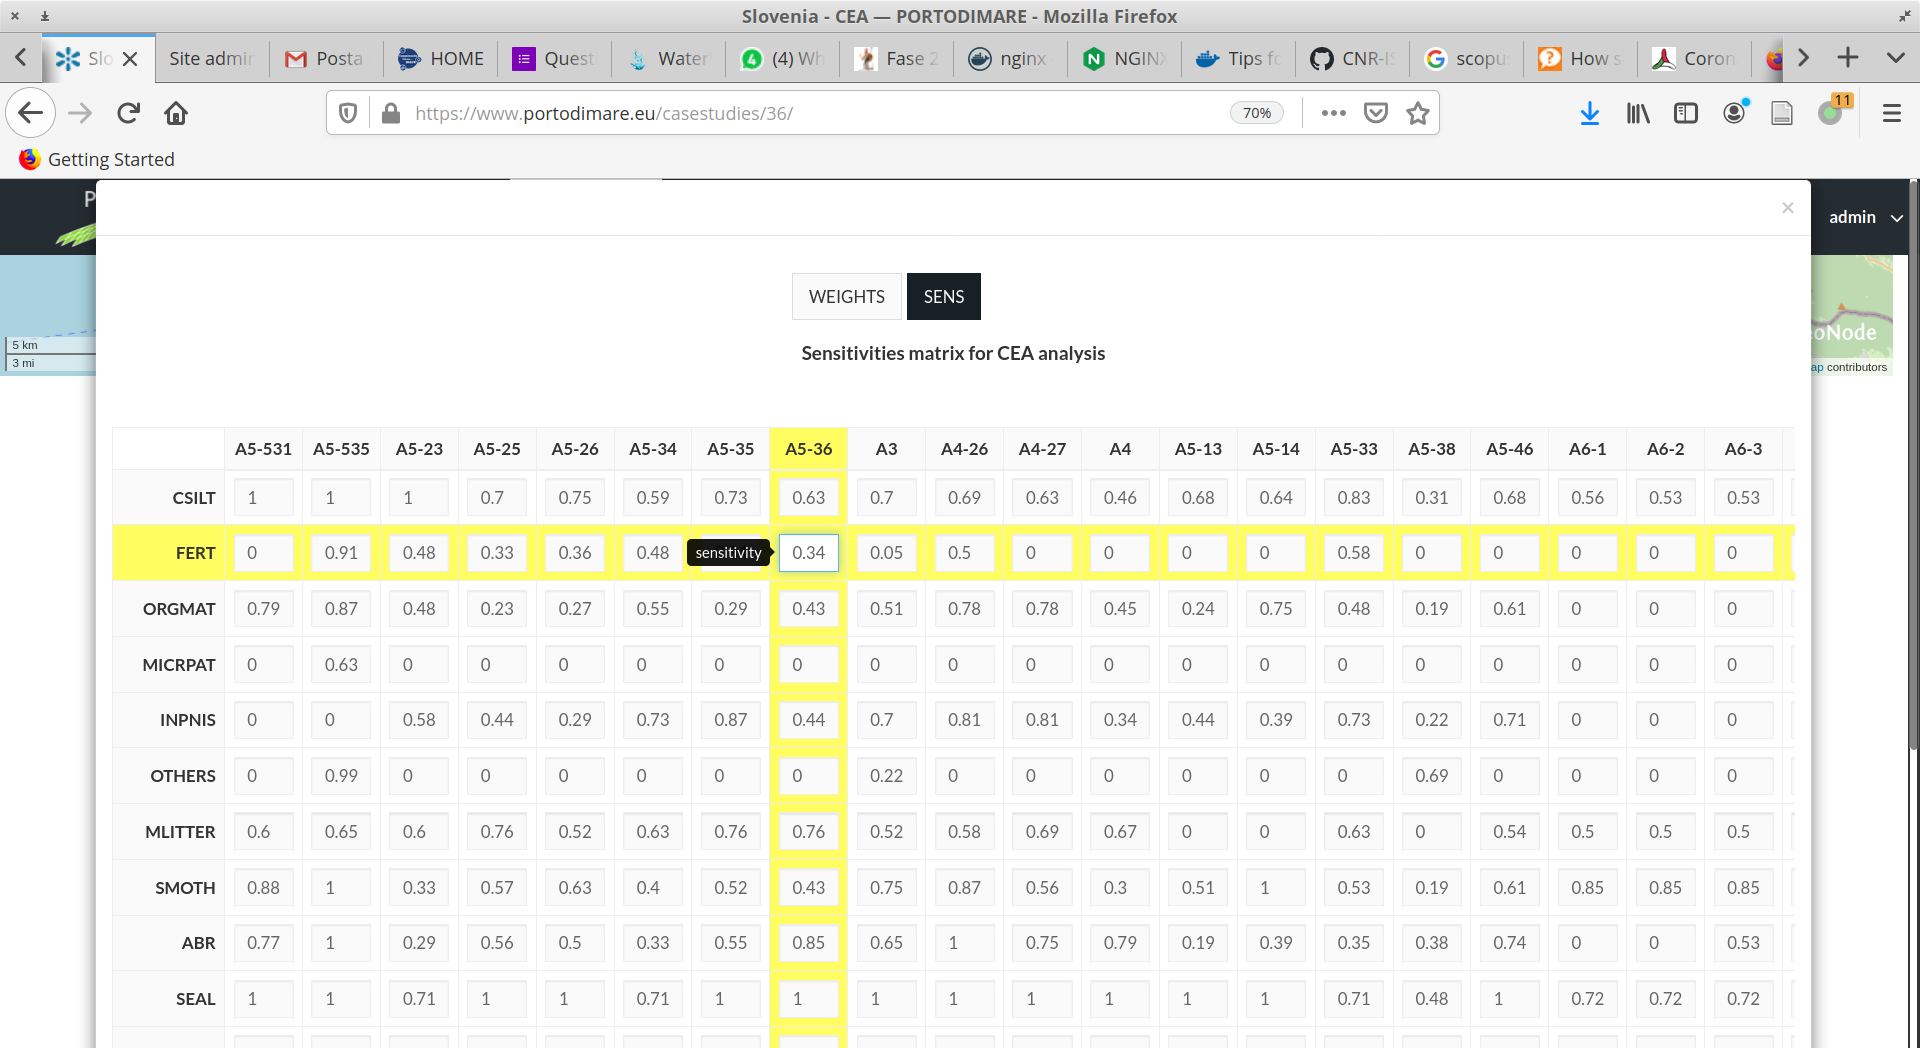 Slovenia - CEA — PORTODIMARE - Mozilla Firefox
Slo Site admin Posta HOME Quest Water (4) Wh Fase 2 nginx NGINX Tips fo CNR-IS scopu How s Coron
https://www.portodimare.eu/casestudies/36/ 70% 11
Getting Started
P admin
WEIGHTS SENS
5 km
3 mi
oNode
ap contributors
Sensitivities matrix for CEA analysis
A5-531 A5-535 A5-23 A5-25 A5-26 A5-34 A5-35 A5-36 A3 A4-26 A4-27 A4 A5-13 A5-14 A5-33 A5-38 A5-46 A6-1 A6-2 A6-3
CSILT 1 1 1 0.7 0.75 0.59 0.73 0.63 0.7 0.69 0.63 0.46 0.68 0.64 0.83 0.31 0.68 0.56 0.53 0.53
FERT 0 0.91 0.48 0.33 0.36 0.48 sensitivity 0.34 0.05 0.5 0 0 0 0 0.58 0 0 0 0 0
ORGMAT 0.79 0.87 0.48 0.23 0.27 0.55 0.29 0.43 0.51 0.78 0.78 0.45 0.24 0.75 0.48 0.19 0.61 0 0 0
MICRPAT 0 0.63 0 0 0 0 0 0 0 0 0 0 0 0 0 0 0 0 0 0
INPNIS 0 0 0.58 0.44 0.29 0.73 0.87 0.44 0.7 0.81 0.81 0.34 0.44 0.39 0.73 0.22 0.71 0 0 0
OTHERS 0 0.99 0 0 0 0 0 0 0.22 0 0 0 0 0 0 0.69 0 0 0 0
MLITTER 0.6 0.65 0.6 0.76 0.52 0.63 0.76 0.76 0.52 0.58 0.69 0.67 0 0 0.63 0 0.54 0.5 0.5 0.5
SMOTH 0.88 1 0.33 0.57 0.63 0.4 0.52 0.43 0.75 0.87 0.56 0.3 0.51 1 0.53 0.19 0.61 0.85 0.85 0.85
ABR 0.77 1 0.29 0.56 0.5 0.33 0.55 0.85 0.65 1 0.75 0.79 0.19 0.39 0.35 0.38 0.74 0 0 0.53
SEAL 1 1 0.71 1 1 0.71 1 1 1 1 1 1 1 1 0.71 0.48 1 0.72 0.72 0.72